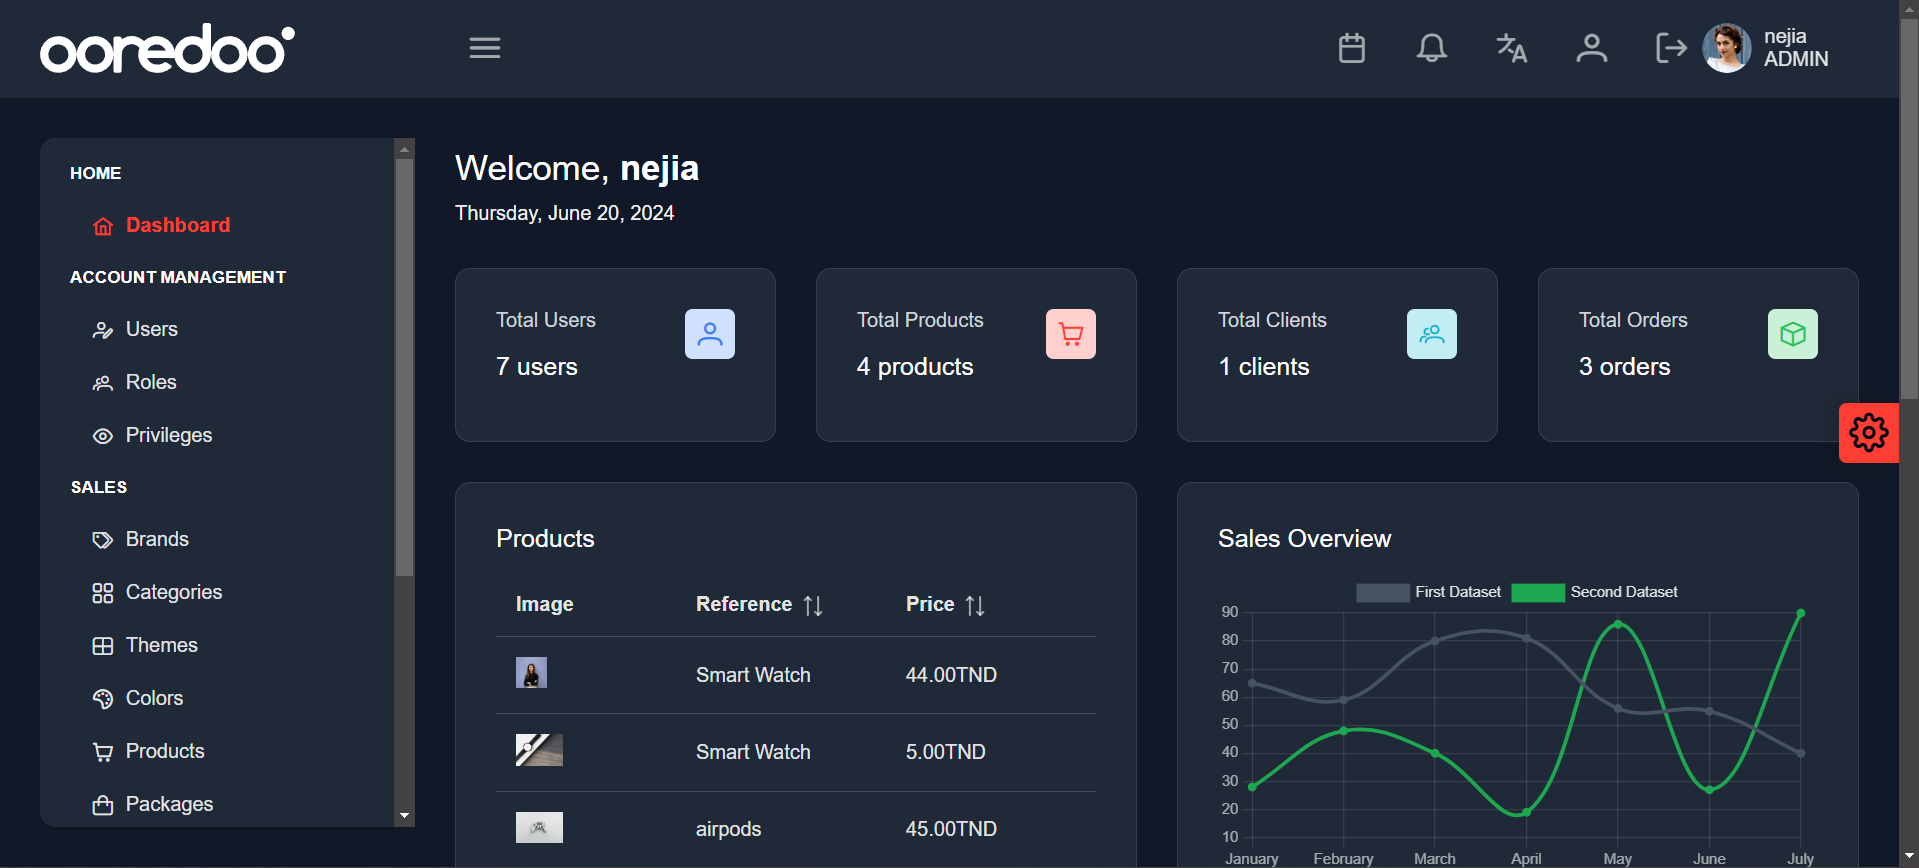 ooredoo
nejia
ADMIN
HOME
Dashboard
ACCOUNT MANAGEMENT
Users
Roles
Privileges
SALES
Brands
Categories
Themes
Colors
Products
Packages
Welcome, nejia
Thursday, June 20, 2024
Total Users
7 users
Total Products
4 products
Total Clients
1 clients
Total Orders
3 orders
Products
Image Reference Price
Smart Watch 44.00TND
Smart Watch 5.00TND
airpods 45.00TND
Sales Overview
First Dataset Second Dataset
90
80
70
60
50
40
30
20
10
January February March April May June July